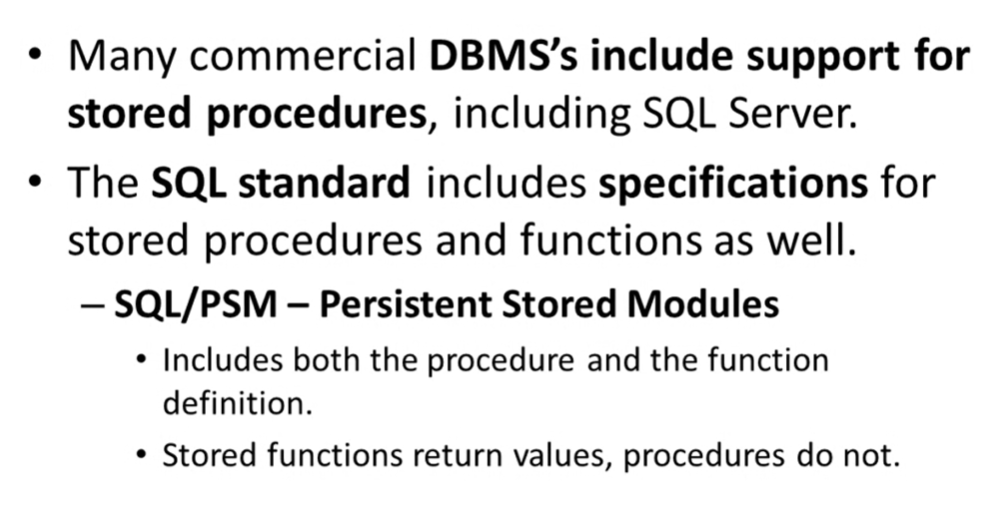 • Many commercial DBMS’s include support for
stored procedures, including SQL Server.
• The SQL standard includes specifications for
stored procedures and functions as well.
– SQL/PSM – Persistent Stored Modules
• Includes both the procedure and the function
definition.
• Stored functions return values, procedures do not.